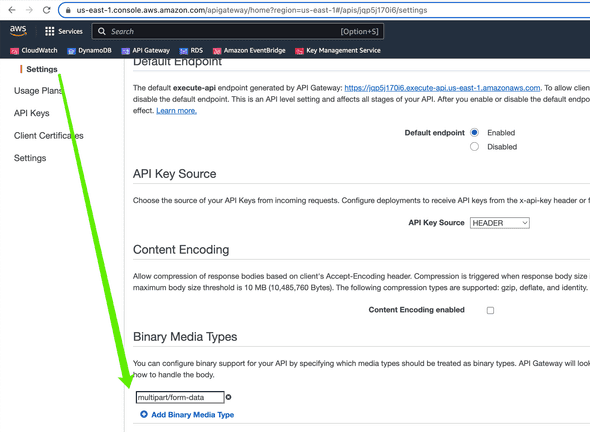 us-east-1.console.aws.amazon.com/apigateway/home?region=us-east-1#/apis/jqp5j170i6/settings
aws Services Search [Option+S]
CloudWatch DynamoDB API Gateway RDS Amazon EventBridge Key Management Service
Settings
Usage Plans
API Keys
Client Certificates
Settings
Default Endpoint
The default execute-api endpoint generated by API Gateway: https://jqp5j170i6.execute-api.us-east-1.amazonaws.com. To allow clien
disable the default endpoint. This is an API level setting and affects all stages of your API. After you enable or disable the default endpo
effect. Learn more.
Default endpoint Enabled
Disabled
API Key Source
Choose the source of your API Keys from incoming requests. Configure deployments to receive API keys from the x-api-key header or f
API Key Source HEADER
Content Encoding
Allow compression of response bodies based on client's Accept-Encoding header. Compression is triggered when response body size
maximum body size threshold is 10 MB (10,485,760 Bytes). The following compression types are supported: gzip, deflate, and identity.
Content Encoding enabled
Binary Media Types
You can configure binary support for your API by specifying which media types should be treated as binary types. API Gateway will look
how to handle the body.
multipart/form-data
Add Binary Media Type